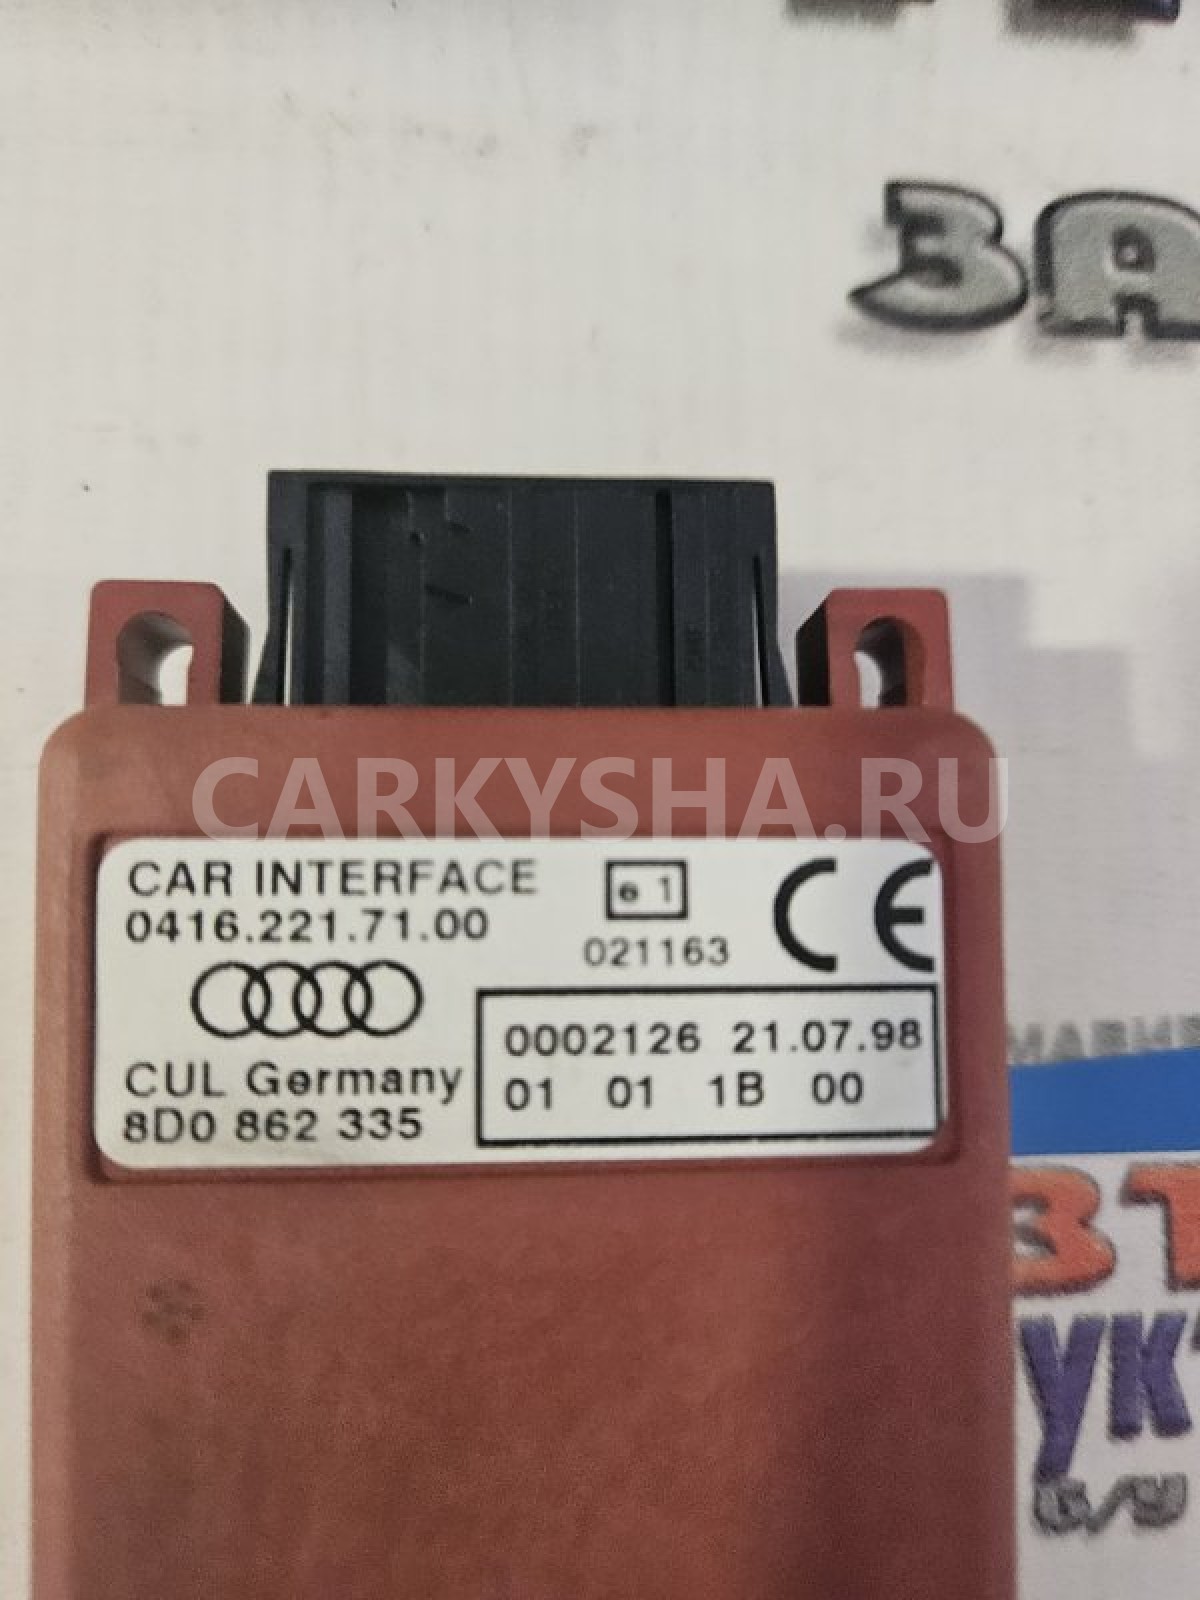 ЗА
CARKYSHA.RU
CAR INTERFACE
0416.221.71.00
e 1
021163
CE
0002126 21.07.98
01 01 1B 00
CUL Germany
8D0 862 335
б/у